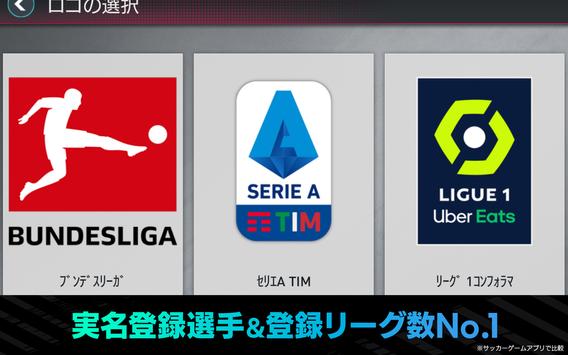 ロゴの選択
BUNDESLIGA
SERIE A
TIM
LIGUE 1
Uber Eats
ﾌﾞﾝﾃﾞｽﾘｰｶﾞ
ｾﾘｴA TIM
ﾘｰｸﾞ 1ｺﾝﾌｫﾗﾏ
実名登録選手&登録リーグ数No.1
※サッカーゲームアプリで比較